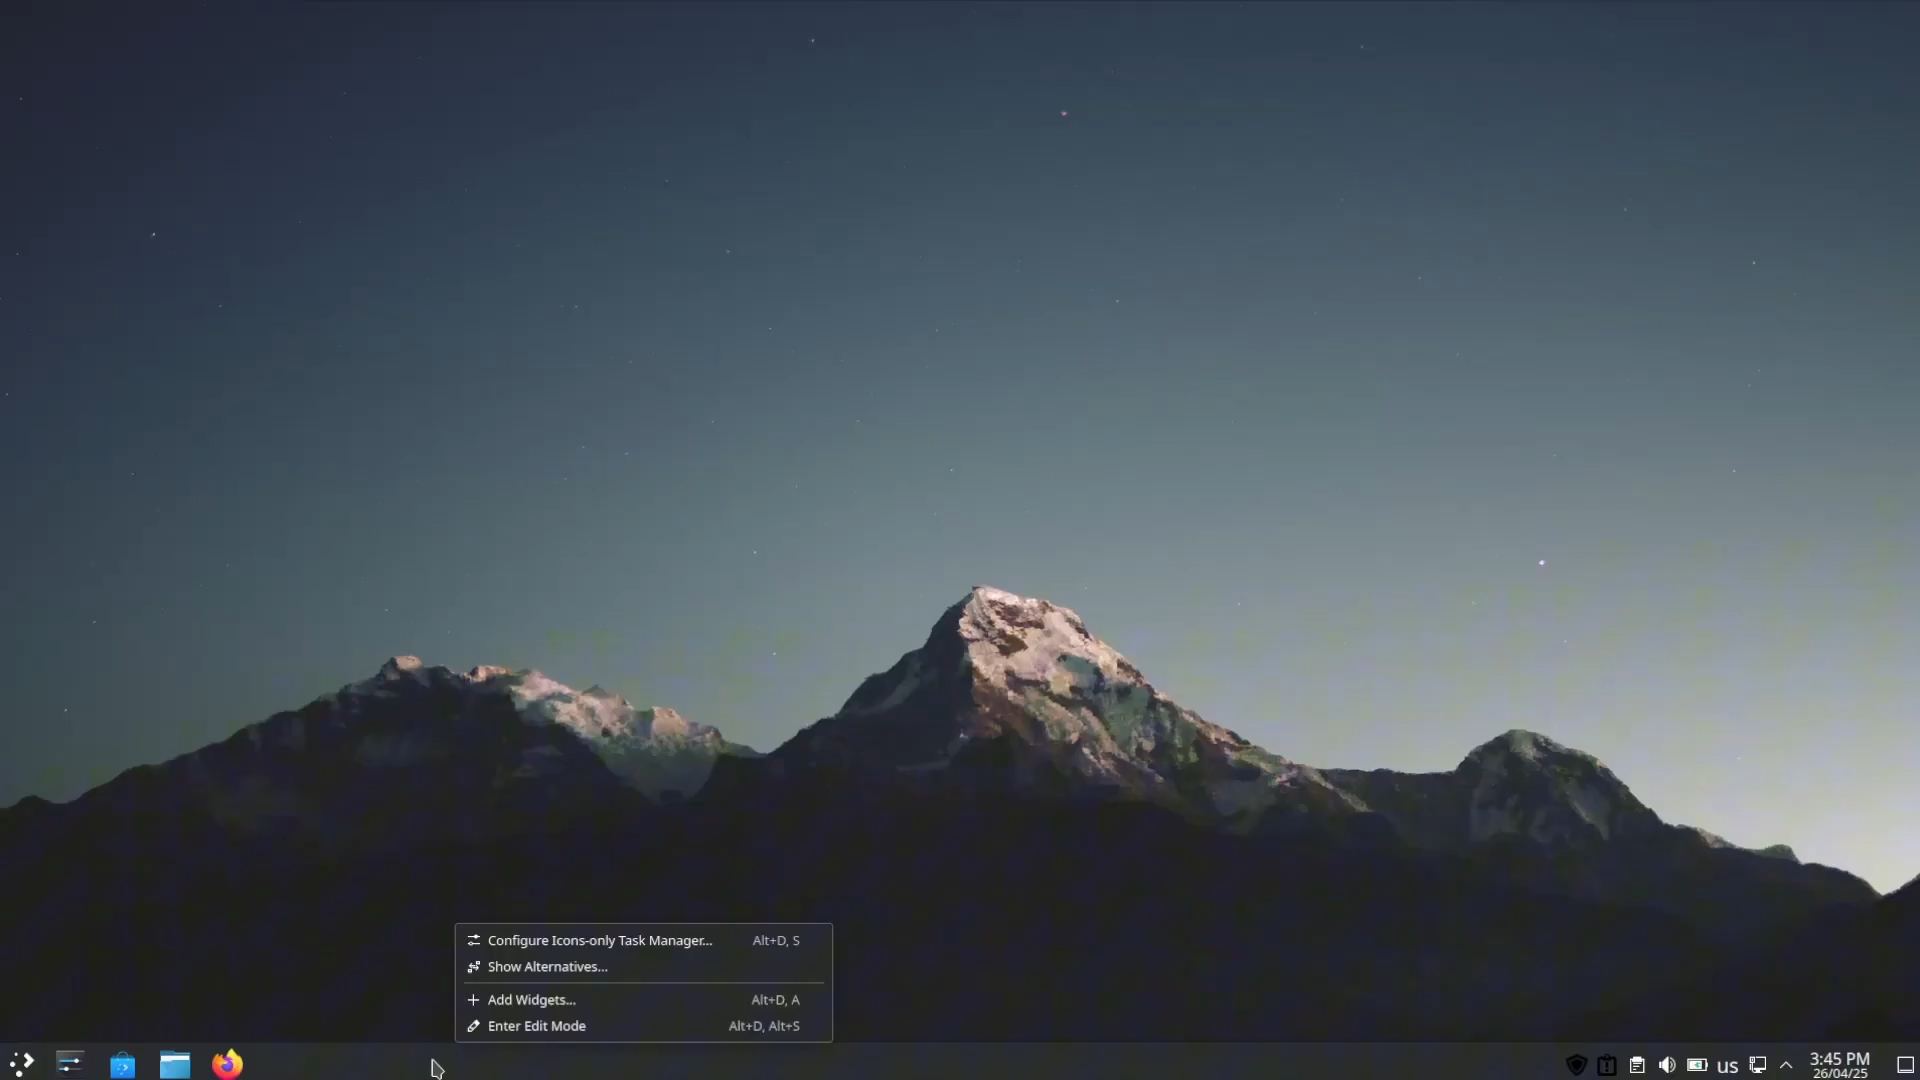 Configure Icons-only Task Manager... Alt+D, S
Show Alternatives...
Add Widgets... Alt+D, A
Enter Edit Mode Alt+D, Alt+S
us 3:45 PM
26/04/25